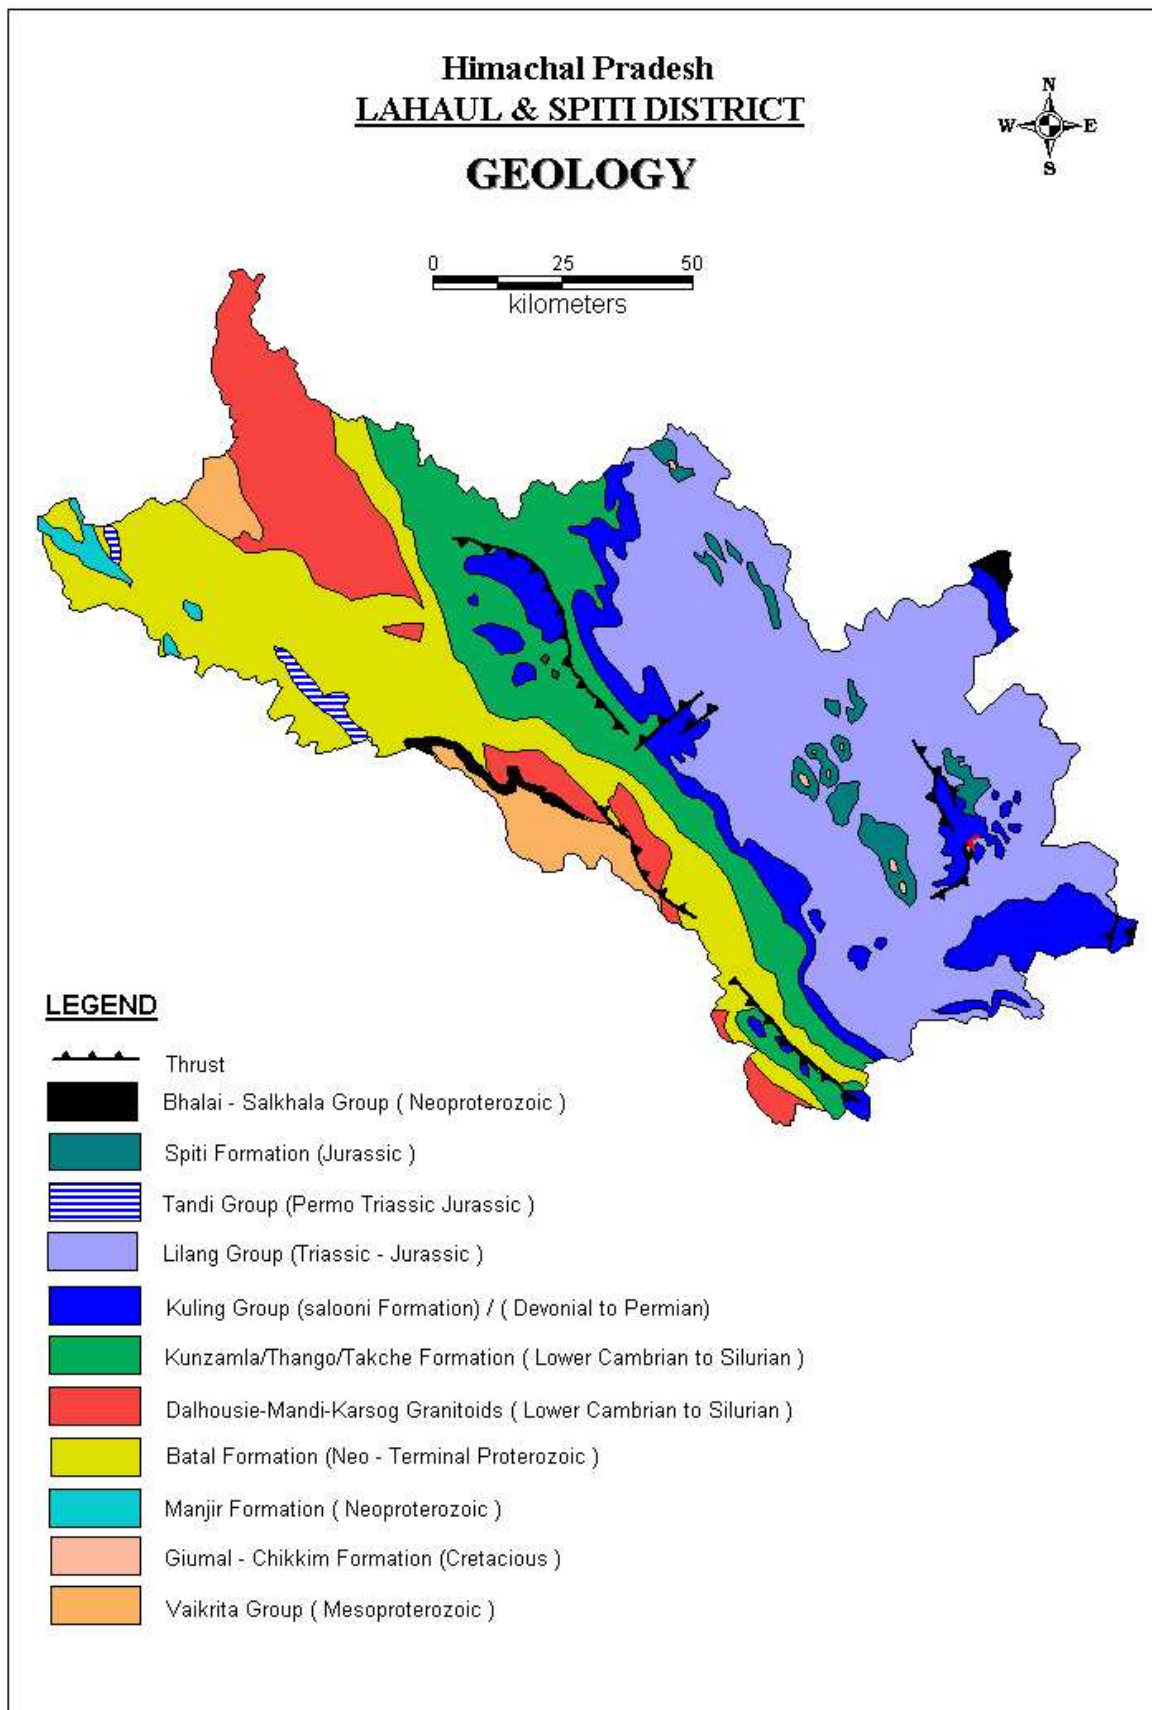 Himachal Pradesh
LAHAUL & SPITI DISTRICT
GEOLOGY
N
W E
S
0 25 50
kilometers
LEGEND
Thrust
Bhalai - Salkhala Group ( Neoproterozoic )
Spiti Formation (Jurassic )
Tandi Group (Permo Triassic Jurassic )
Lilang Group (Triassic - Jurassic )
Kuling Group (salooni Formation) / ( Devonial to Permian)
Kunzamla/Thango/Takche Formation ( Lower Cambrian to Silurian )
Dalhousie-Mandi-Karsog Granitoids ( Lower Cambrian to Silurian )
Batal Formation (Neo - Terminal Proterozoic )
Manjir Formation ( Neoproterozoic )
Giumal - Chikkim Formation (Cretacious )
Vaikrita Group ( Mesoproterozoic )